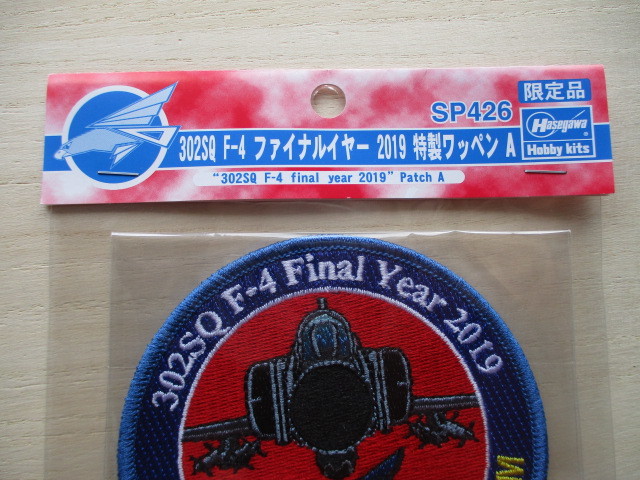 SP426
限定品
Hasegawa
Hobby kits
302SQ F-4 ファイナルイヤー 2019 特製ワッペン A
"302SQ F-4 final year 2019" Patch A
302SQ F-4 Final Year 2019